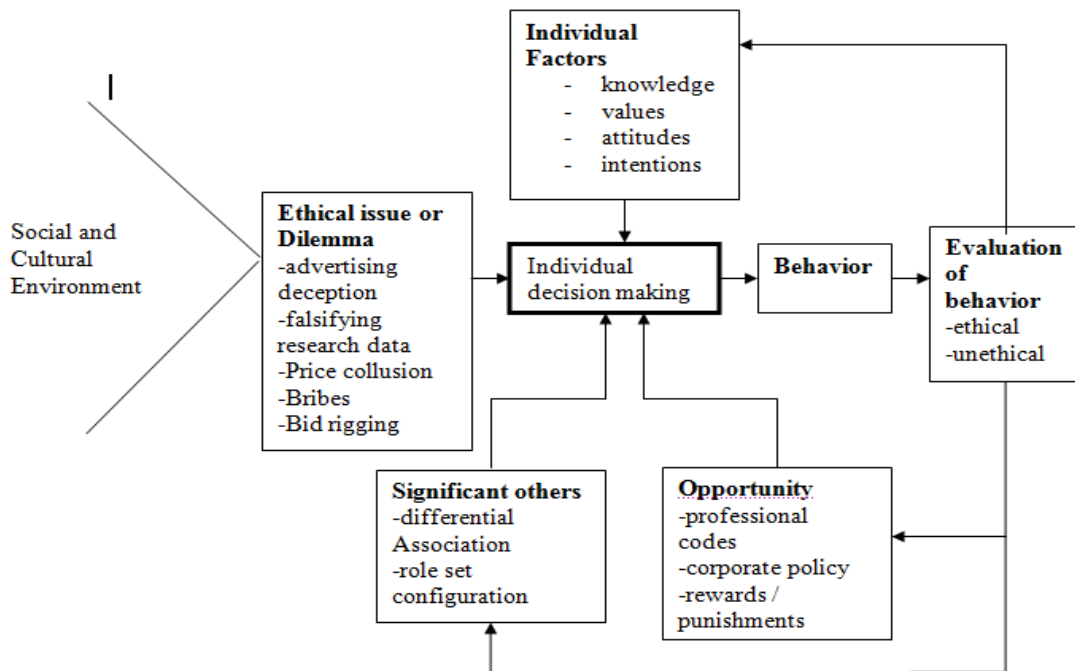 Individual
Factors
- knowledge
- values
- attitudes
- intentions
Social and
Cultural
Environment
Ethical issue or
Dilemma
-advertising
deception
-falsifying
research data
-Price collusion
-Bribes
-Bid rigging
Individual
decision making
Behavior
Evaluation
of
behavior
-ethical
-unethical
Significant others
-differential
Association
-role set
configuration
Opportunity
-professional
codes
-corporate policy
-rewards /
punishments